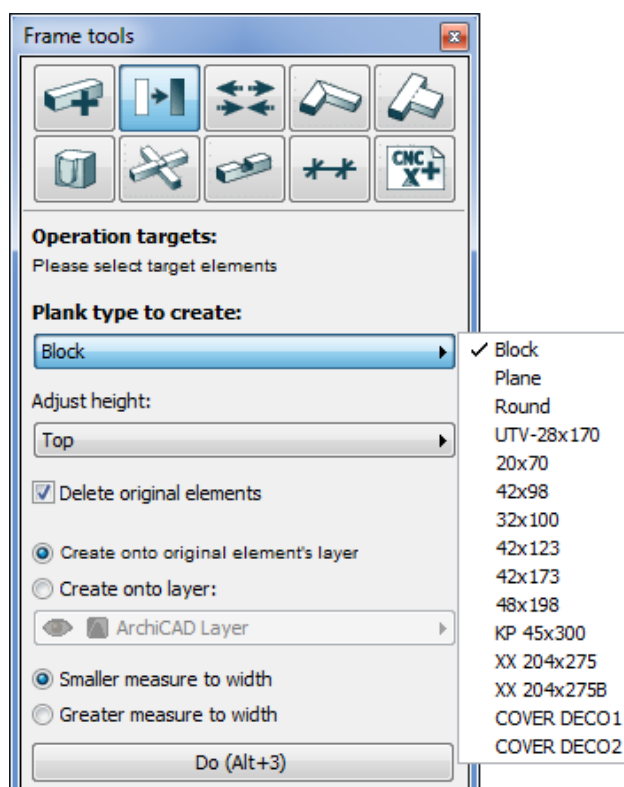 Frame tools
CNC
X+
Operation targets:
Please select target elements
Plank type to create:
Block
Adjust height:
Top
Delete original elements
Create onto original element's layer
Create onto layer:
ArchiCAD Layer
Smaller measure to width
Greater measure to width
Do (Alt+3)
Block
Plane
Round
UTV-28x170
20x70
42x98
32x100
42x123
42x173
48x198
KP 45x300
XX 204x275
XX 204x275B
COVER DECO1
COVER DECO2